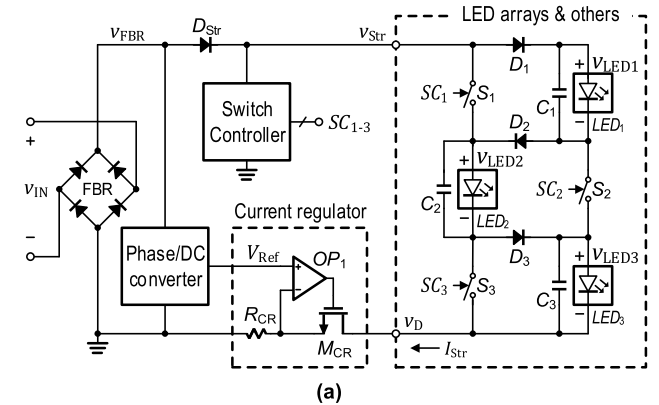 LED arrays & others
v_FBR
D_Str
v_Str
Switch
Controller
SC_1-3
SC_1
S_1
D_1
C_1
+
v_LED1
−
LED_1
D_2
+
v_IN
−
FBR
C_2
+
v_LED2
−
LED_2
SC_2
S_2
Current regulator
Phase/DC
converter
V_Ref
OP_1
+
−
R_CR
M_CR
D_3
SC_3
S_3
C_3
+
v_LED3
−
LED_3
v_D
I_Str
(a)